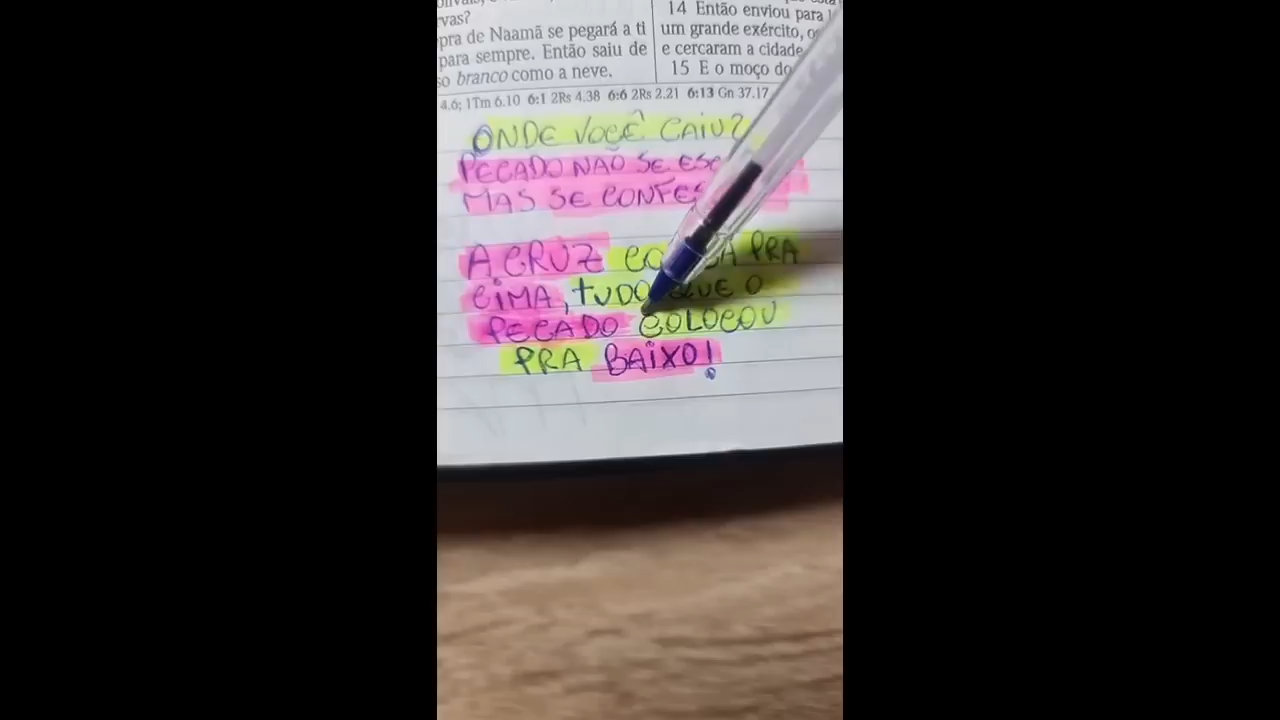 vas?
pra de Naamã se pegará a ti
para sempre. Então saiu de
so branco como a neve.
14 Então enviou para
um grande exército,
e cercaram a cidade
15 E o moço do
4.6; 1Tm 6.10 6:1 2Rs 4.38 6:6 2Rs 2.21 6:13 Gn 37.17
ONDE VOCÊ CAIU?
PECADO NÃO SE
MAS SE
A CRUZ PRA
CIMA, TUDO QUE O
PECADO COLOCOU
PRA BAIXO!